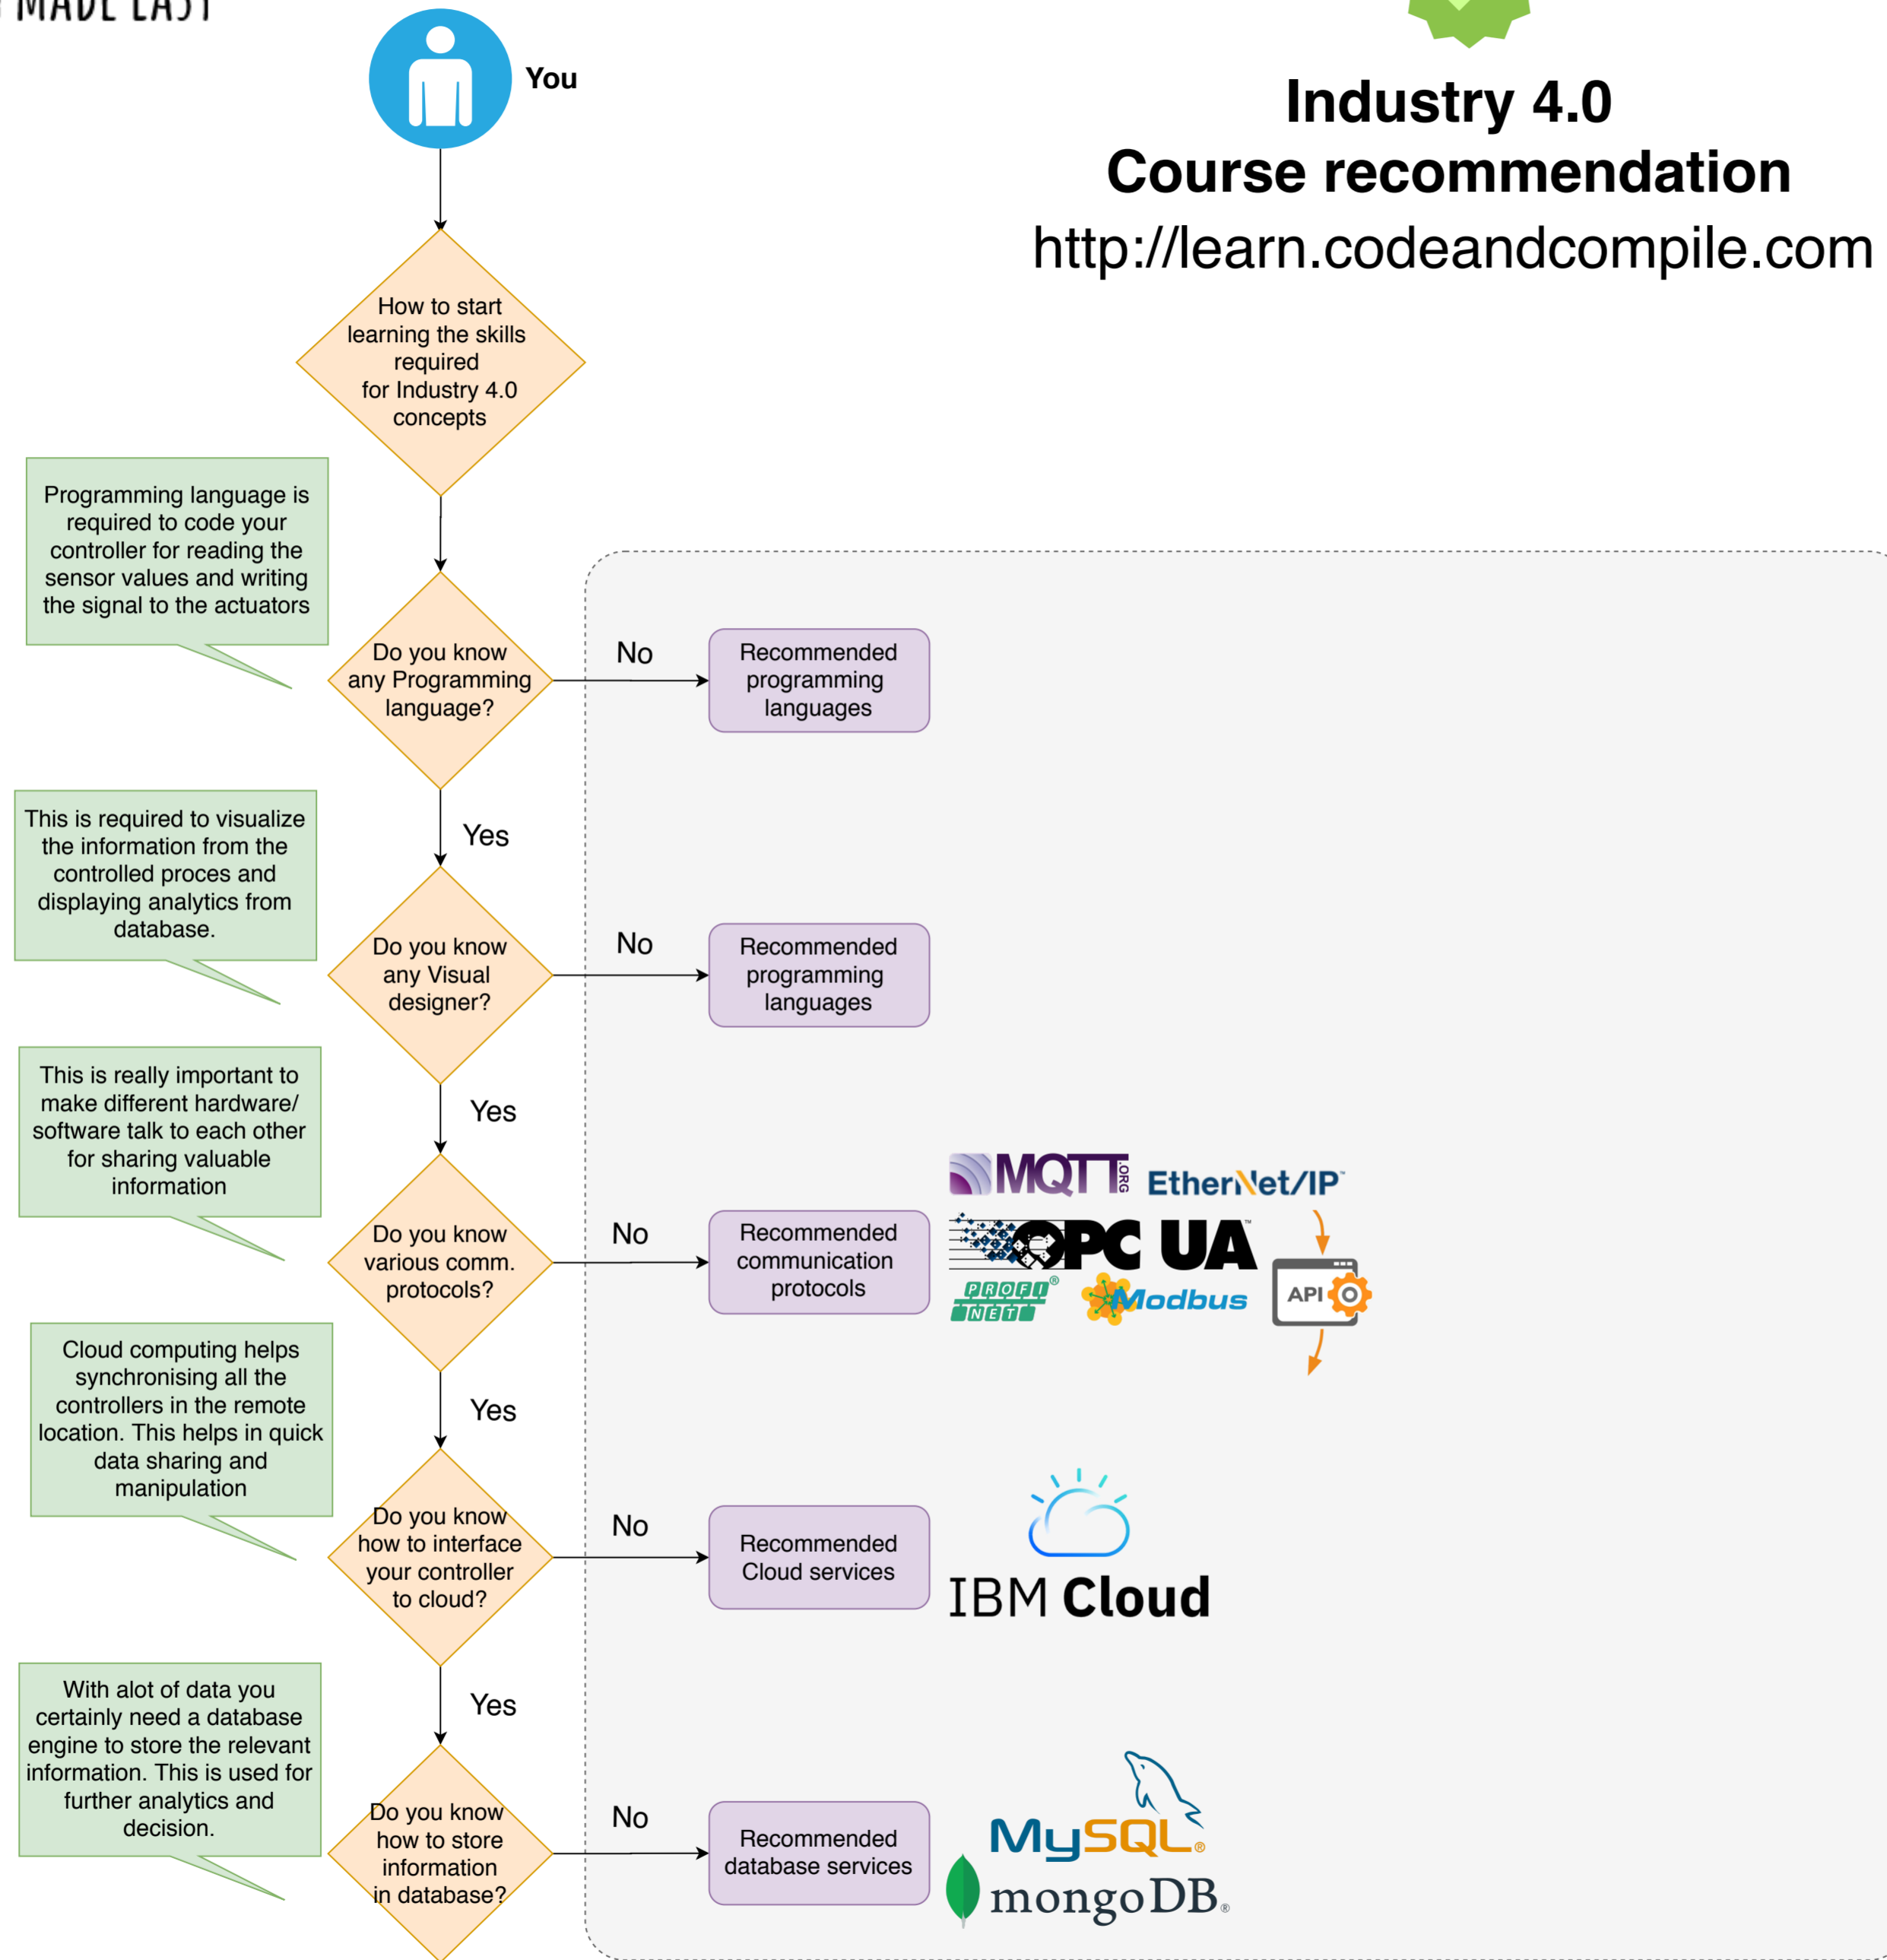 MADE EASY
You
Industry 4.0
Course recommendation
http://learn.codeandcompile.com
How to start
learning the skills
required
for Industry 4.0
concepts
Programming language is
required to code your
controller for reading the
sensor values and writing
the signal to the actuators
Do you know
any Programming
language?
No
Recommended
programming
languages
Yes
This is required to visualize
the information from the
controlled proces and
displaying analytics from
database.
Do you know
any Visual
designer?
No
Recommended
programming
languages
Yes
This is really important to
make different hardware/
software talk to each other
for sharing valuable
information
Do you know
various comm.
protocols?
No
Recommended
communication
protocols
MQTT.ORG
EtherNet/IP™
OPC UA™
PROFI®
NET
Modbus
API
Yes
Cloud computing helps
synchronising all the
controllers in the remote
location. This helps in quick
data sharing and
manipulation
Do you know
how to interface
your controller
to cloud?
No
Recommended
Cloud services
IBM Cloud
Yes
With alot of data you
certainly need a database
engine to store the relevant
information. This is used for
further analytics and
decision.
Do you know
how to store
information
in database?
No
Recommended
database services
MySQL®
mongoDB®